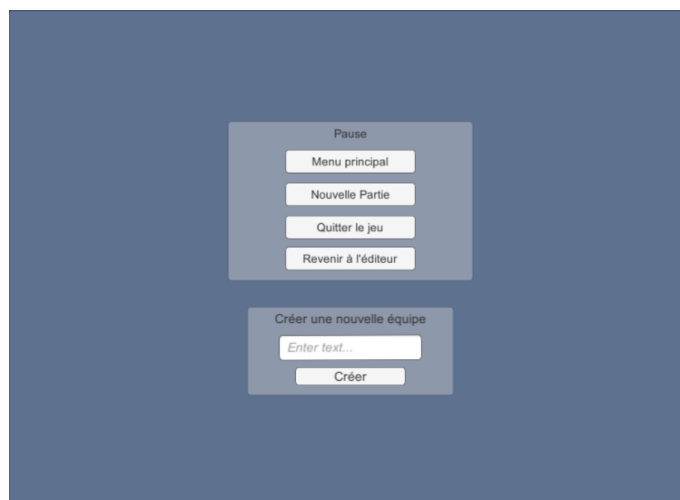 Pause
Menu principal
Nouvelle Partie
Quitter le jeu
Revenir à l'éditeur
Créer une nouvelle équipe
Enter text...
Créer